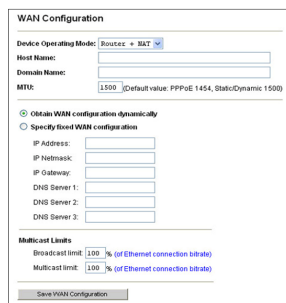 WAN Configuration
Device Operating Mode: Router + NAT
Host Name:
Domain Name:
MTU: 1500 (Default value: PPPoE 1454, Static/Dynamic 1500)
Obtain WAN configuration dynamically
Specify fixed WAN configuration
IP Address:
IP Netmask:
IP Gateway:
DNS Server 1:
DNS Server 2:
DNS Server 3:
Multicast Limits
Broadcast limit: 100 % (of Ethernet connection bitrate)
Multicast limit: 100 % (of Ethernet connection bitrate)
Save WAN Configuration